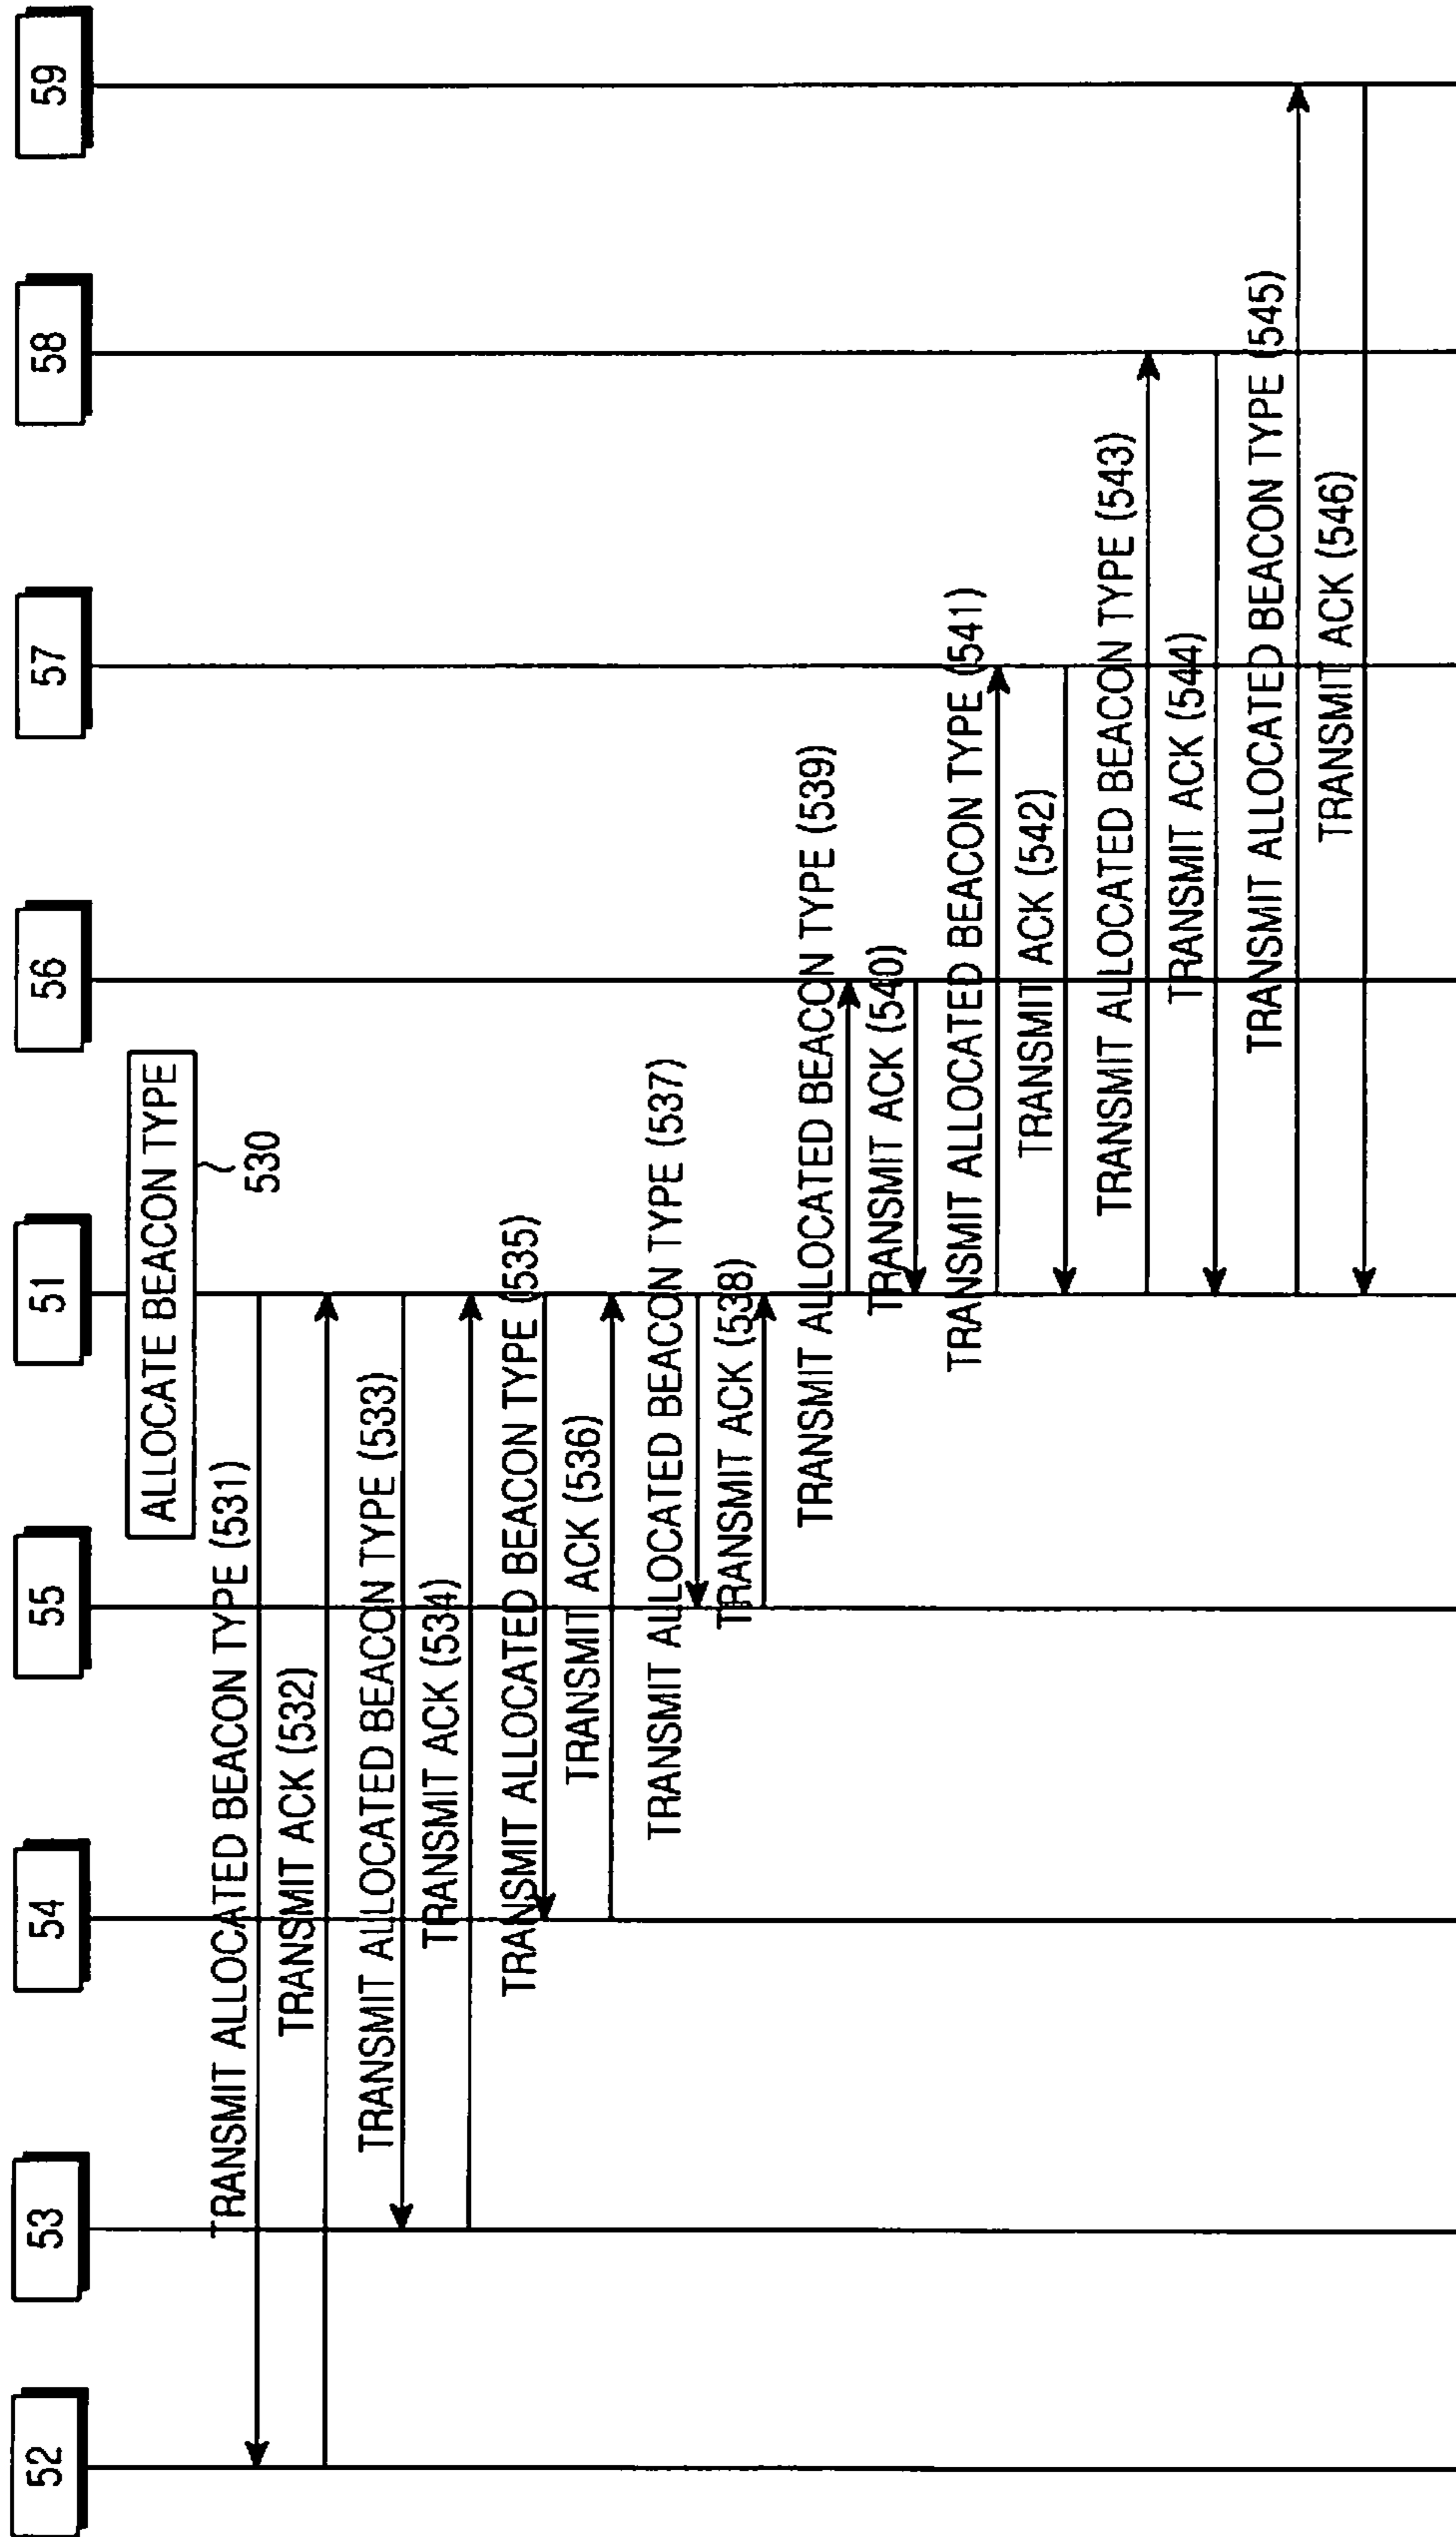 52
53
54
55
51
56
57
58
59
ALLOCATE BEACON TYPE
530
TRANSMIT ALLOCATED BEACON TYPE (531)
TRANSMIT ACK (532)
TRANSMIT ALLOCATED BEACON TYPE (533)
TRANSMIT ACK (534)
TRANSMIT ALLOCATED BEACON TYPE (535)
TRANSMIT ACK (536)
TRANSMIT ALLOCATED BEACON TYPE (537)
TRANSMIT ACK (538)
TRANSMIT ALLOCATED BEACON TYPE (539)
TRANSMIT ACK (540)
TRANSMIT ALLOCATED BEACON TYPE (541)
TRANSMIT ACK (542)
TRANSMIT ALLOCATED BEACON TYPE (543)
TRANSMIT ACK (544)
TRANSMIT ALLOCATED BEACON TYPE (545)
TRANSMIT ACK (546)